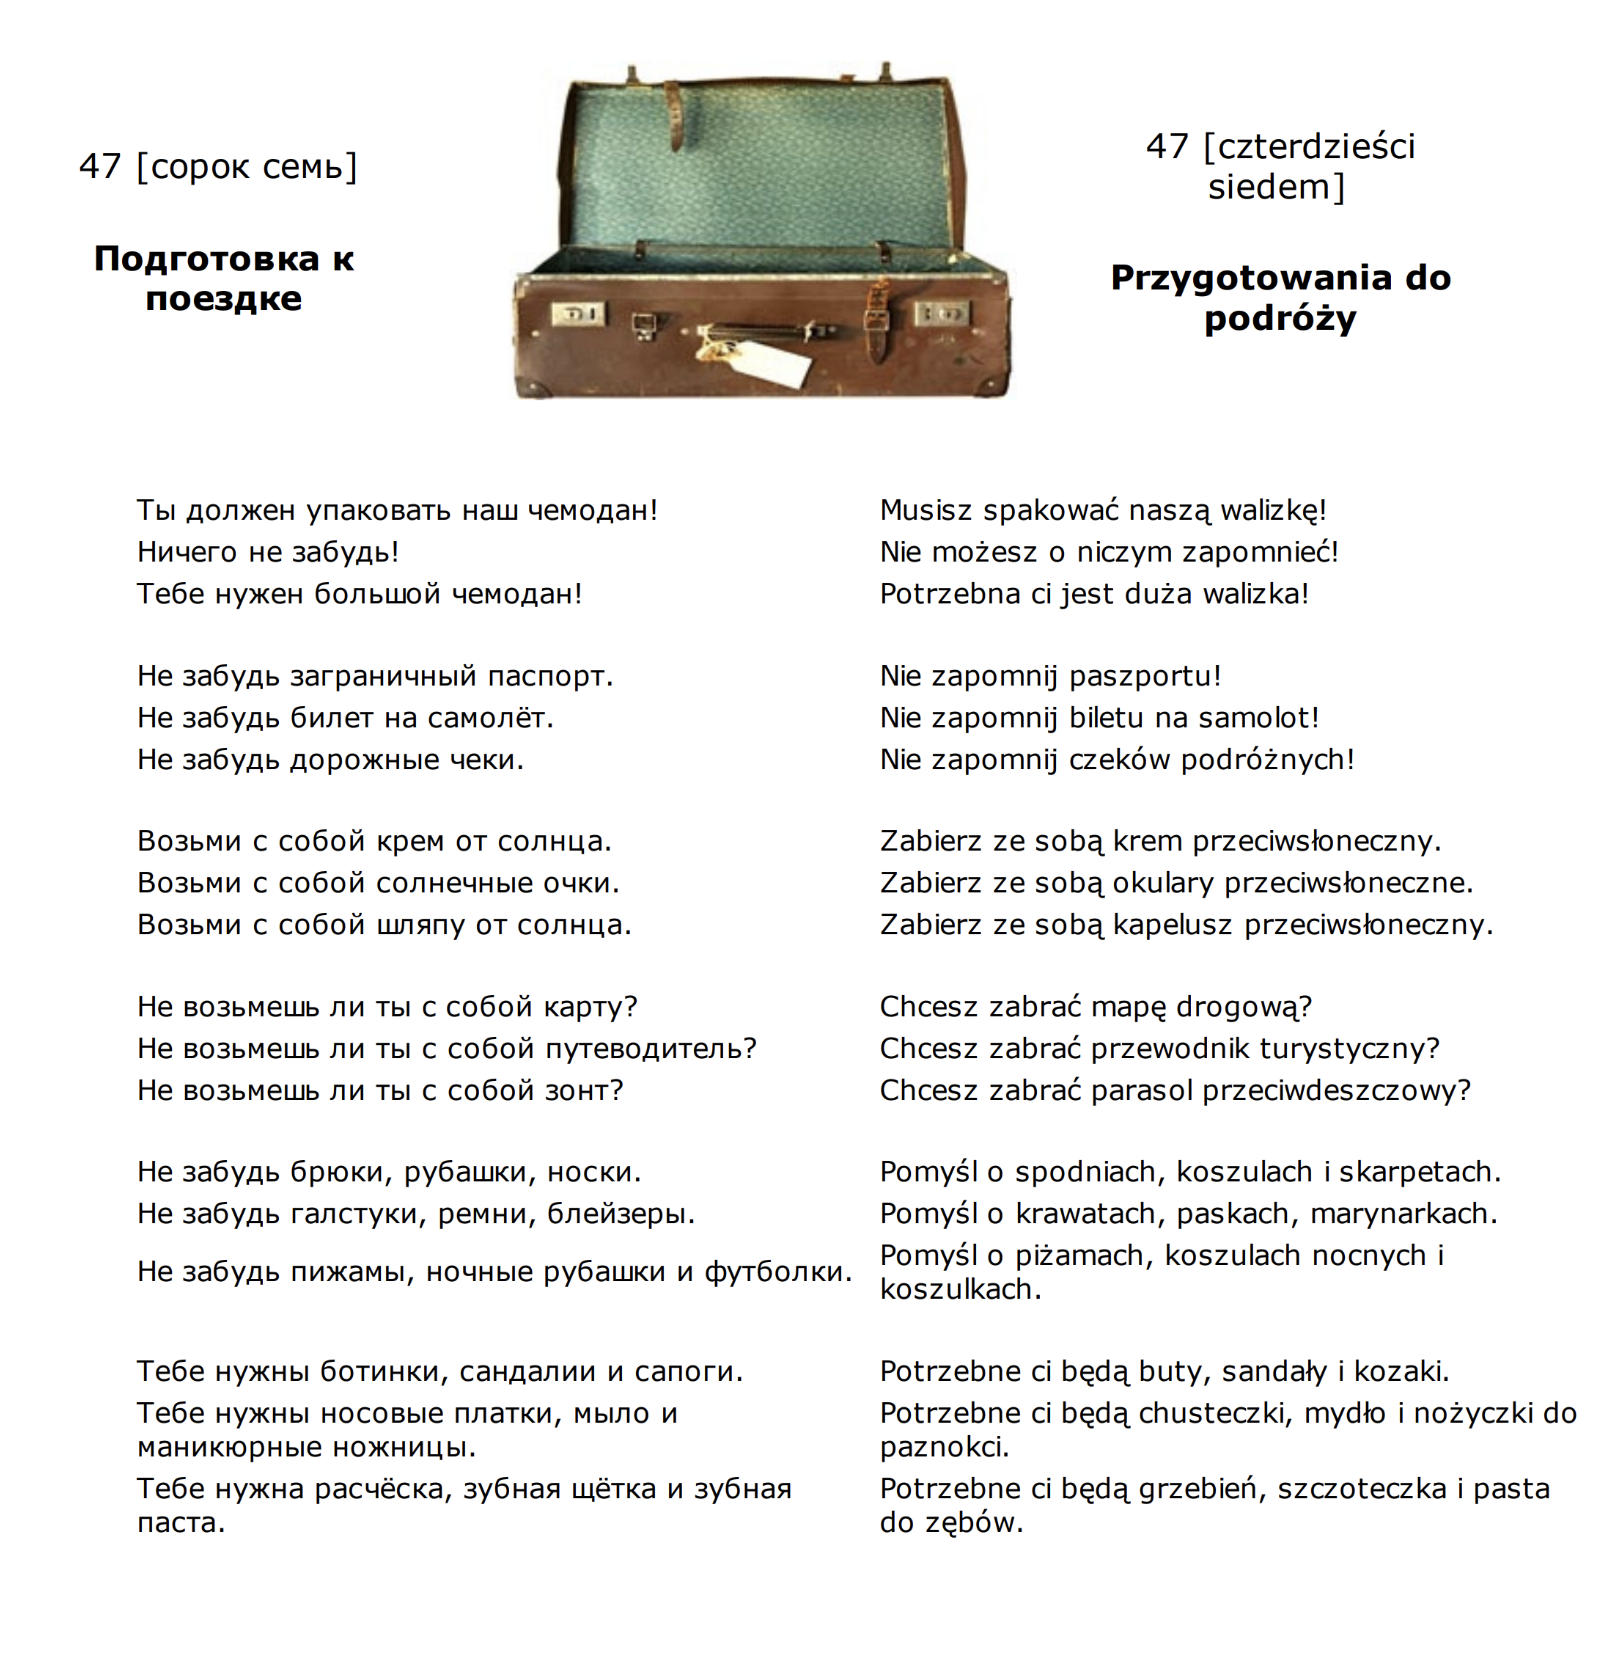 47 [сорок семь]
Подготовка к
поездке
47 [czterdzieści
siedem]
Przygotowania do
podróży
Ты должен упаковать наш чемодан!
Musisz spakować naszą walizkę!
Ничего не забудь!
Nie możesz o niczym zapomnieć!
Тебе нужен большой чемодан!
Potrzebna ci jest duża walizka!
Не забудь заграничный паспорт.
Nie zapomnij paszportu!
Не забудь билет на самолёт.
Nie zapomnij biletu na samolot!
Не забудь дорожные чеки.
Nie zapomnij czeków podróżnych!
Возьми с собой крем от солнца.
Zabierz ze sobą krem przeciwsłoneczny.
Возьми с собой солнечные очки.
Zabierz ze sobą okulary przeciwsłoneczne.
Возьми с собой шляпу от солнца.
Zabierz ze sobą kapelusz przeciwsłoneczny.
Не возьмешь ли ты с собой карту?
Chcesz zabrać mapę drogową?
Не возьмешь ли ты с собой путеводитель?
Chcesz zabrać przewodnik turystyczny?
Не возьмешь ли ты с собой зонт?
Chcesz zabrać parasol przeciwdeszczowy?
Не забудь брюки, рубашки, носки.
Pomyśl o spodniach, koszulach i skarpetach.
Не забудь галстуки, ремни, блейзеры.
Pomyśl o krawatach, paskach, marynarkach.
Не забудь пижамы, ночные рубашки и футболки.
Pomyśl o piżamach, koszulach nocnych i
koszulkach.
Тебе нужны ботинки, сандалии и сапоги.
Potrzebne ci będą buty, sandały i kozaki.
Тебе нужны носовые платки, мыло и
маникюрные ножницы.
Potrzebne ci będą chusteczki, mydło i nożyczki do
paznokci.
Тебе нужна расчёска, зубная щётка и зубная
паста.
Potrzebne ci będą grzebień, szczoteczka i pasta
do zębów.